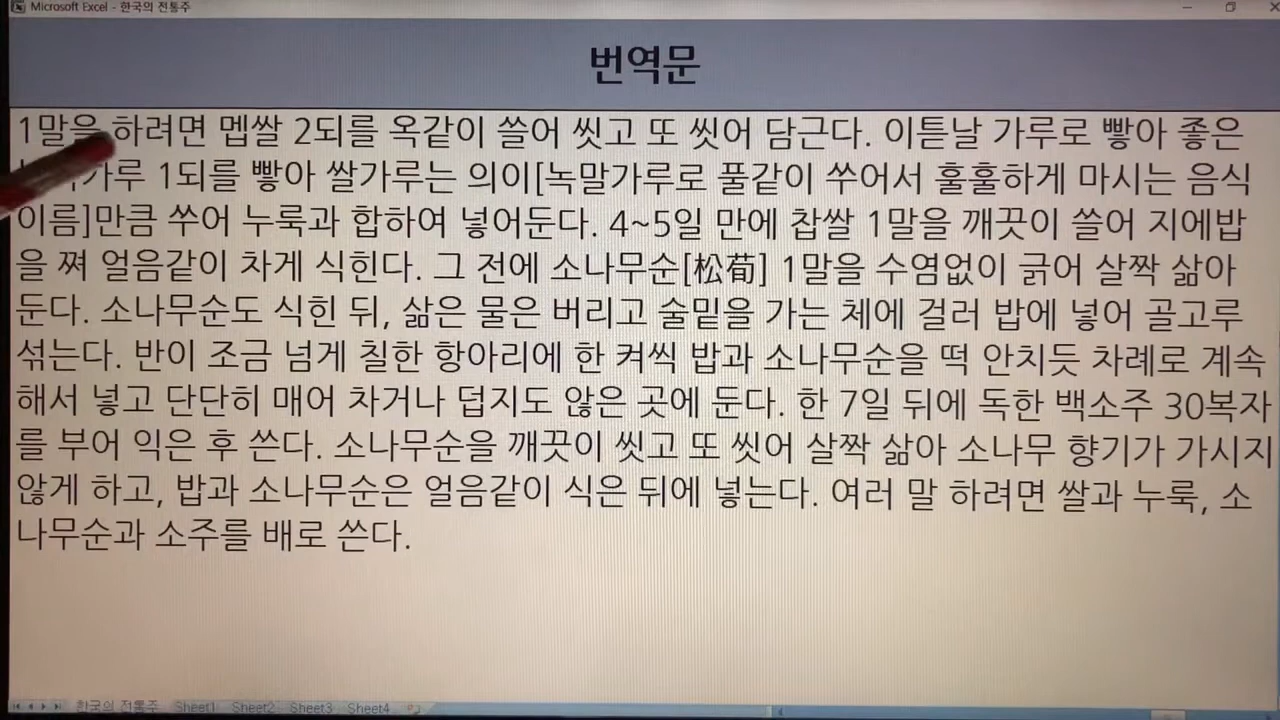 Microsoft Excel - 한국의 전통주
번역문
1말을 하려면 멥쌀 2되를 옥같이 쓸어 씻고 또 씻어 담근다. 이튿날 가루로 빻아 좋은
가루 1되를 빻아 쌀가루는 의이[녹말가루로 풀같이 쑤어서 훌훌하게 마시는 음식
이름]만큼 쑤어 누룩과 합하여 넣어둔다. 4~5일 만에 찹쌀 1말을 깨끗이 쓸어 지에밥
을 쪄 얼음같이 차게 식힌다. 그 전에 소나무순[松荀] 1말을 수염없이 긁어 살짝 삶아
둔다. 소나무순도 식힌 뒤, 삶은 물은 버리고 술밑을 가는 체에 걸러 밥에 넣어 골고루
섞는다. 반이 조금 넘게 칠한 항아리에 한 켜씩 밥과 소나무순을 떡 안치듯 차례로 계속
해서 넣고 단단히 매어 차거나 덥지도 않은 곳에 둔다. 한 7일 뒤에 독한 백소주 30복자
를 부어 익은 후 쓴다. 소나무순을 깨끗이 씻고 또 씻어 살짝 삶아 소나무 향기가 가시지
않게 하고, 밥과 소나무순은 얼음같이 식은 뒤에 넣는다. 여러 말 하려면 쌀과 누룩, 소
나무순과 소주를 배로 쓴다.
한국의 전통주 Sheet1 Sheet2 Sheet3 Sheet4